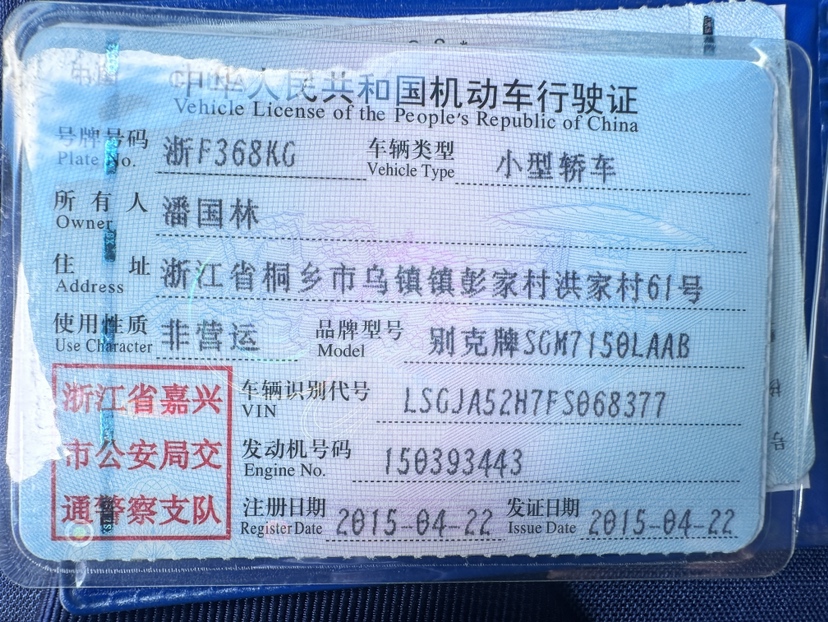 中华人民共和国机动车行驶证
Vehicle License of the People's Republic of China
号牌号码 浙F368KG 车辆类型 小型轿车
Plate No. Vehicle Type
所有人 潘国林
Owner
住址 浙江省桐乡市乌镇镇彭家村洪家村61号
Address
使用性质 非营运 品牌型号 别克牌SGM7150LAAB
Use Character Model
浙江省嘉兴
市公安局交
通警察支队
车辆识别代号 LSGJA52H7FS068377
VIN
发动机号码 150393443
Engine No.
注册日期 2015-04-22 发证日期 2015-04-22
Register Date Issue Date